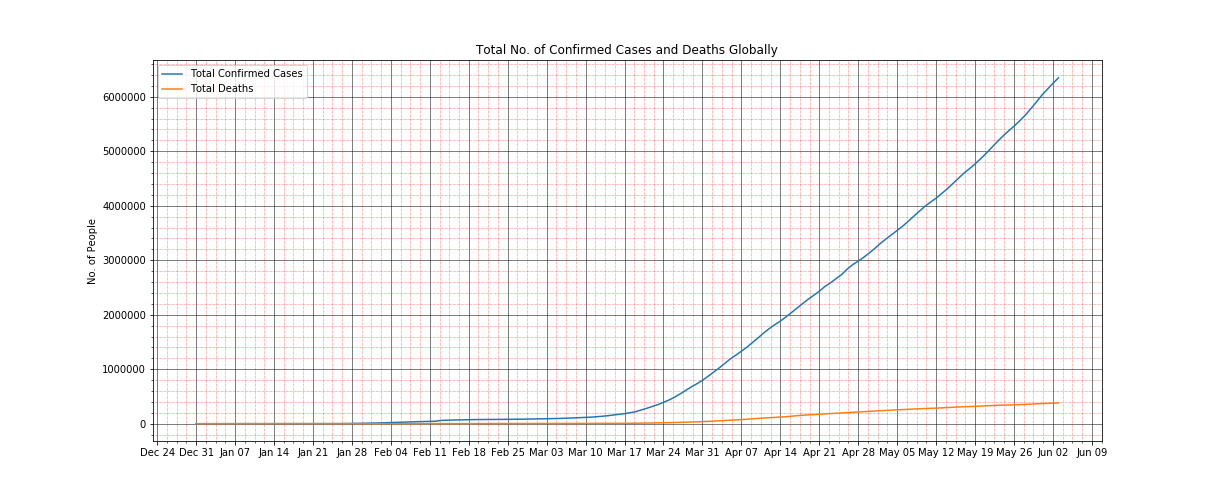 Total No. of Confirmed Cases and Deaths Globally
Total Confirmed Cases
Total Deaths
No. of People
6000000
5000000
4000000
3000000
2000000
1000000
0
Dec 24 Dec 31 Jan 07 Jan 14 Jan 21 Jan 28 Feb 04 Feb 11 Feb 18 Feb 25 Mar 03 Mar 10 Mar 17 Mar 24 Mar 31 Apr 07 Apr 14 Apr 21 Apr 28 May 05 May 12 May 19 May 26 Jun 02 Jun 09